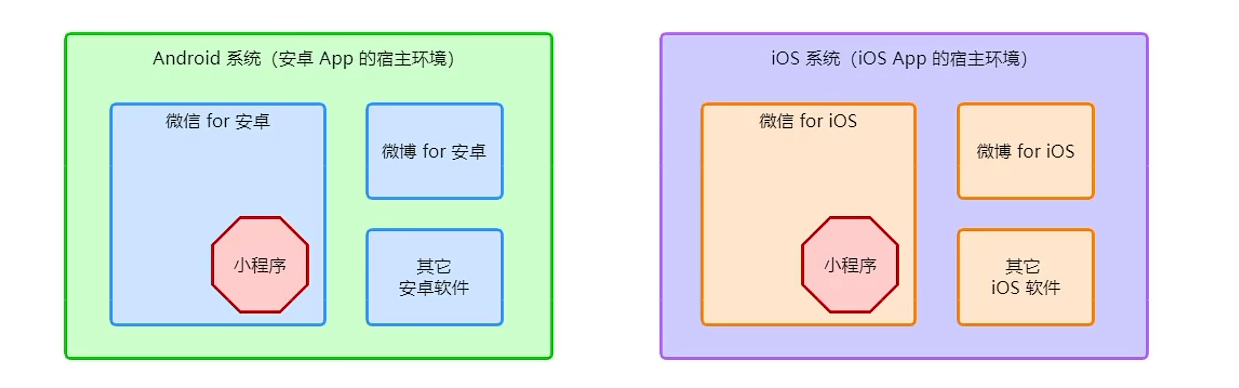 Android 系统（安卓 App 的宿主环境）
微信 for 安卓
微博 for 安卓
小程序
其它
安卓软件
iOS 系统（iOS App 的宿主环境）
微信 for iOS
微博 for iOS
小程序
其它
iOS 软件